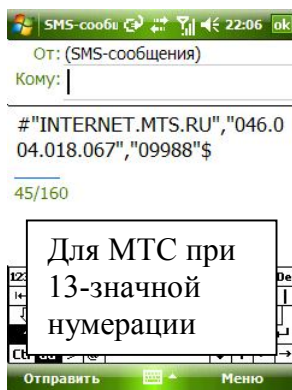 SMS-сообщ 22:06 ok
От: (SMS-сообщения)
Кому:
#"INTERNET.MTS.RU","046.0
04.018.067","09988"$
45/160
Для МТС при
13-значной
нумерации
123
Отправить Меню